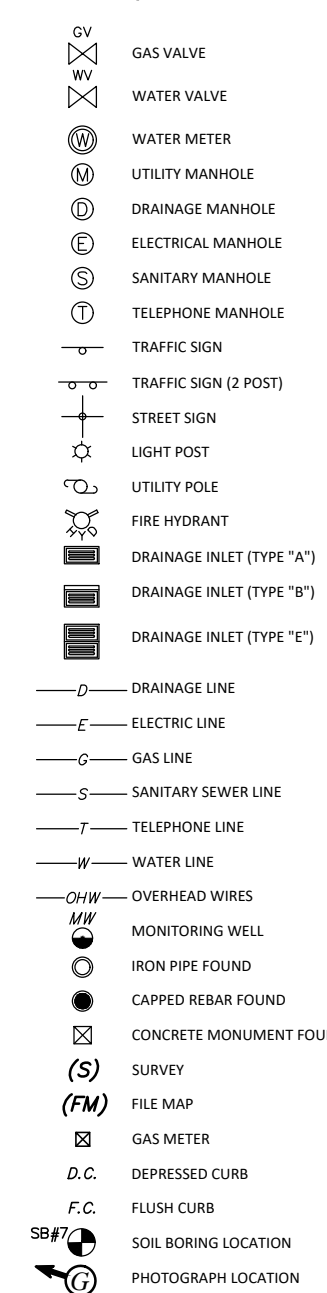 GV
GAS VALVE
WV
WATER VALVE
W WATER METER
M UTILITY MANHOLE
D DRAINAGE MANHOLE
E ELECTRICAL MANHOLE
S SANITARY MANHOLE
T TELEPHONE MANHOLE
TRAFFIC SIGN
TRAFFIC SIGN (2 POST)
STREET SIGN
LIGHT POST
UTILITY POLE
FIRE HYDRANT
DRAINAGE INLET (TYPE "A")
DRAINAGE INLET (TYPE "B")
DRAINAGE INLET (TYPE "E")
D DRAINAGE LINE
E ELECTRIC LINE
G GAS LINE
S SANITARY SEWER LINE
T TELEPHONE LINE
W WATER LINE
OHW OVERHEAD WIRES
MW
MONITORING WELL
IRON PIPE FOUND
CAPPED REBAR FOUND
CONCRETE MONUMENT FOU
(S) SURVEY
(FM) FILE MAP
GAS METER
D.C. DEPRESSED CURB
F.C. FLUSH CURB
SB#7 SOIL BORING LOCATION
G PHOTOGRAPH LOCATION